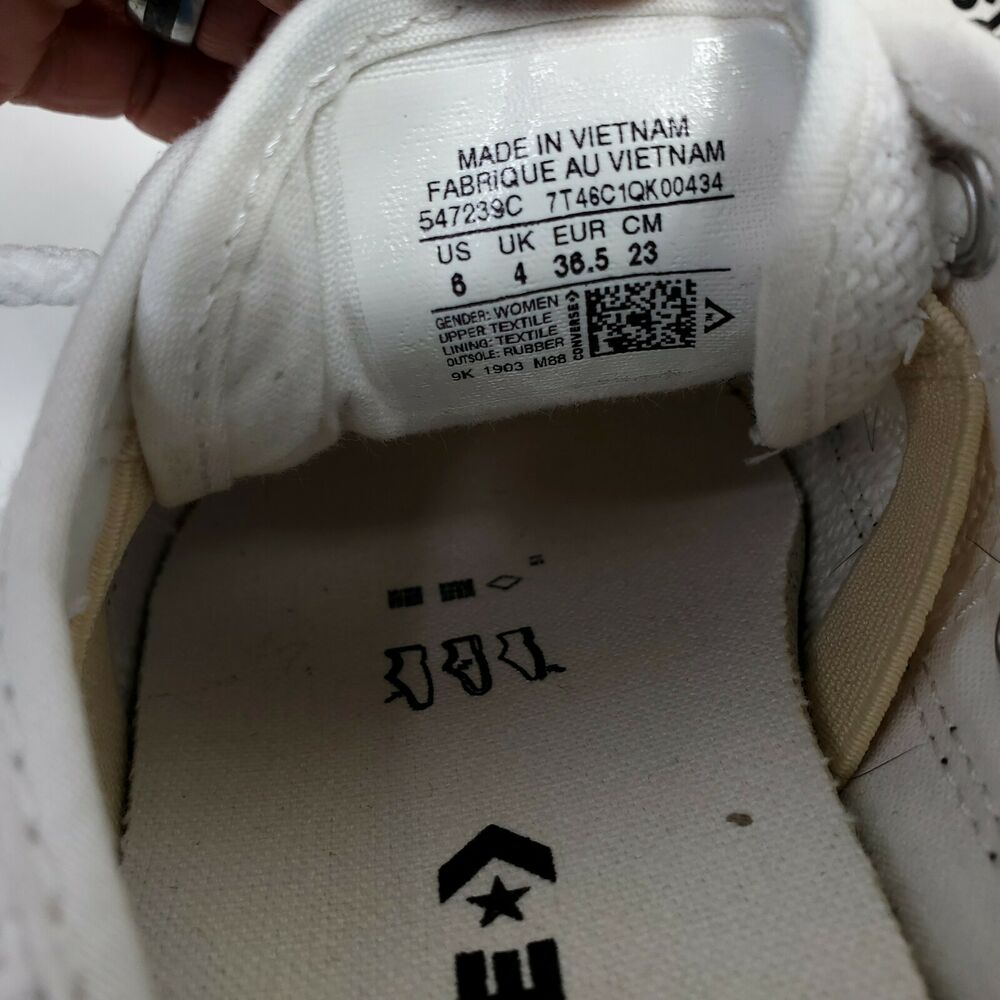 MADE IN VIETNAM
FABRIQUE AU VIETNAM
547239C 7T46C1QK00434
US UK EUR CM
6 4 36.5 23
GENDER: WOMEN
UPPER: TEXTILE
LINING: TEXTILE
OUTSOLE: RUBBER
9K 1903 M88
CONVERSE
E